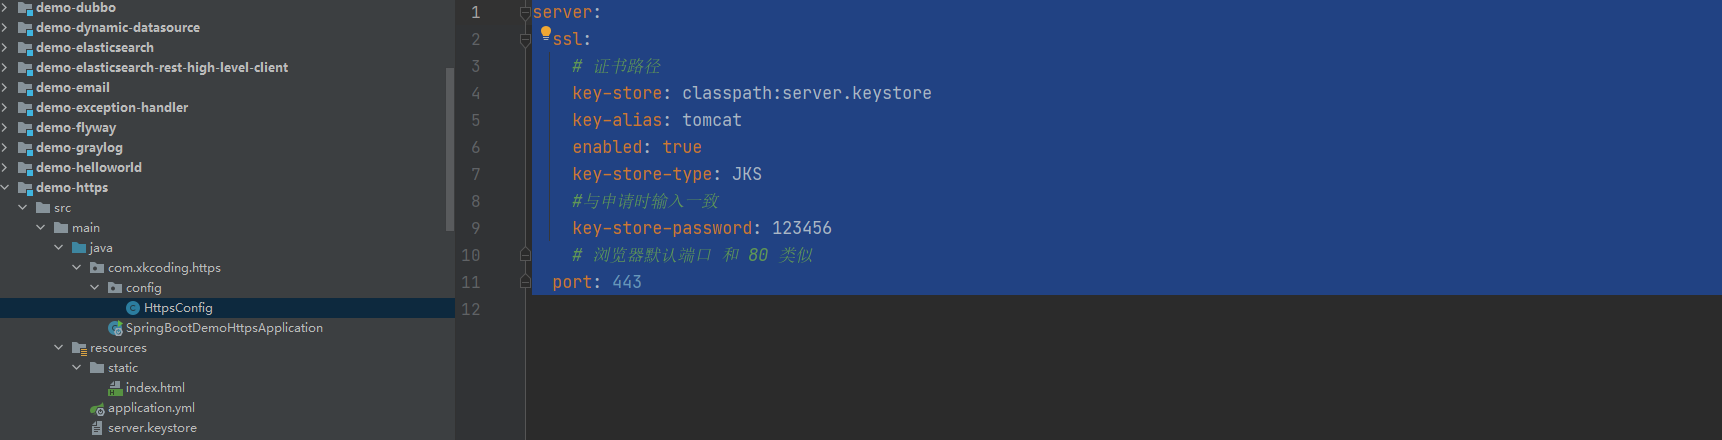 demo-dubbo
demo-dynamic-datasource
demo-elasticsearch
demo-elasticsearch-rest-high-level-client
demo-email
demo-exception-handler
demo-flyway
demo-graylog
demo-helloworld
demo-https
src
main
java
com.xkcoding.https
config
HttpsConfig
SpringBootDemoHttpsApplication
resources
static
index.html
application.yml
server.keystore
1 server:
2 ssl:
3 # 证书路径
4 key-store: classpath:server.keystore
5 key-alias: tomcat
6 enabled: true
7 key-store-type: JKS
8 #与申请时输入一致
9 key-store-password: 123456
10 # 浏览器默认端口 和 80 类似
11 port: 443
12